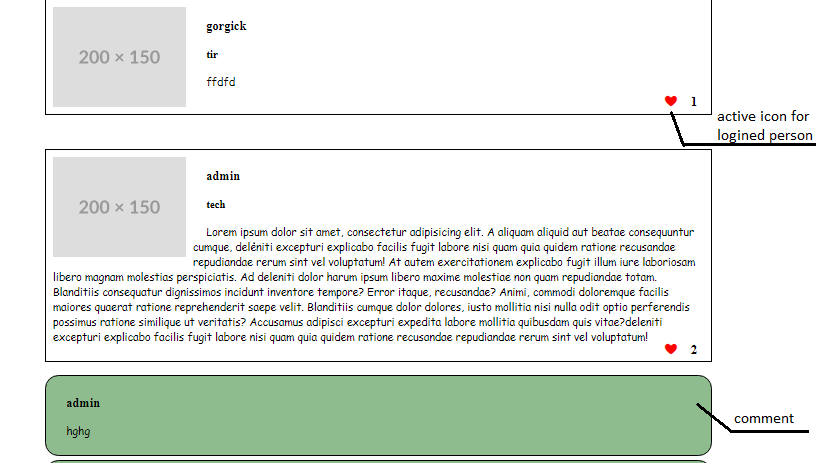 200 × 150
gorgick
tir
ffdfd
1
active icon for
logined person
200 × 150
admin
tech
Lorem ipsum dolor sit amet, consectetur adipisicing elit. A aliquam aliquid aut beatae consequuntur
cumque, deleniti excepturi explicabo facilis fugit labore nisi quam quia quidem ratione recusandae
repudiandae rerum sint vel voluptatum! At autem exercitationem explicabo fugit illum iure laboriosam
libero magnam molestias perspiciatis. Ad deleniti dolor harum ipsum libero maxime molestiae non quam repudiandae totam.
Blanditiis consequatur dignissimos incidunt inventore tempore? Error itaque, recusandae? Animi, commodi doloremque facilis
maiores quaerat ratione reprehenderit saepe velit. Blanditiis cumque dolor dolores, iusto mollitia nisi nulla odit optio perferendis
possimus ratione similique ut veritatis? Accusamus adipisci excepturi expedita labore mollitia quibusdam quis vitae?deleniti
excepturi explicabo facilis fugit labore nisi quam quia quidem ratione recusandae repudiandae rerum sint vel voluptatum!
2
admin
hghg
comment